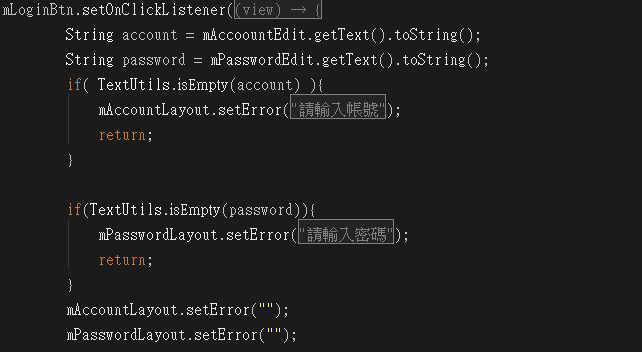 mLoginBtn.setOnClickListener((view) -> {
String account = mAccoountEdit.getText().toString();
String password = mPasswordEdit.getText().toString();
if( TextUtils.isEmpty(account) ){
mAccountLayout.setError("請輸入帳號");
return;
}
if(TextUtils.isEmpty(password)){
mPasswordLayout.setError("請輸入密碼");
return;
}
mAccountLayout.setError("");
mPasswordLayout.setError("");